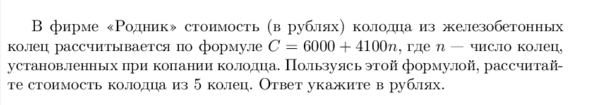 В фирме «Родник» стоимость (в рублях) колодца из железобетонных
колец рассчитывается по формуле C = 6000 + 4100n, где n — число колец,
установленных при копании колодца. Пользуясь этой формулой, рассчитай-
те стоимость колодца из 5 колец. Ответ укажите в рублях.